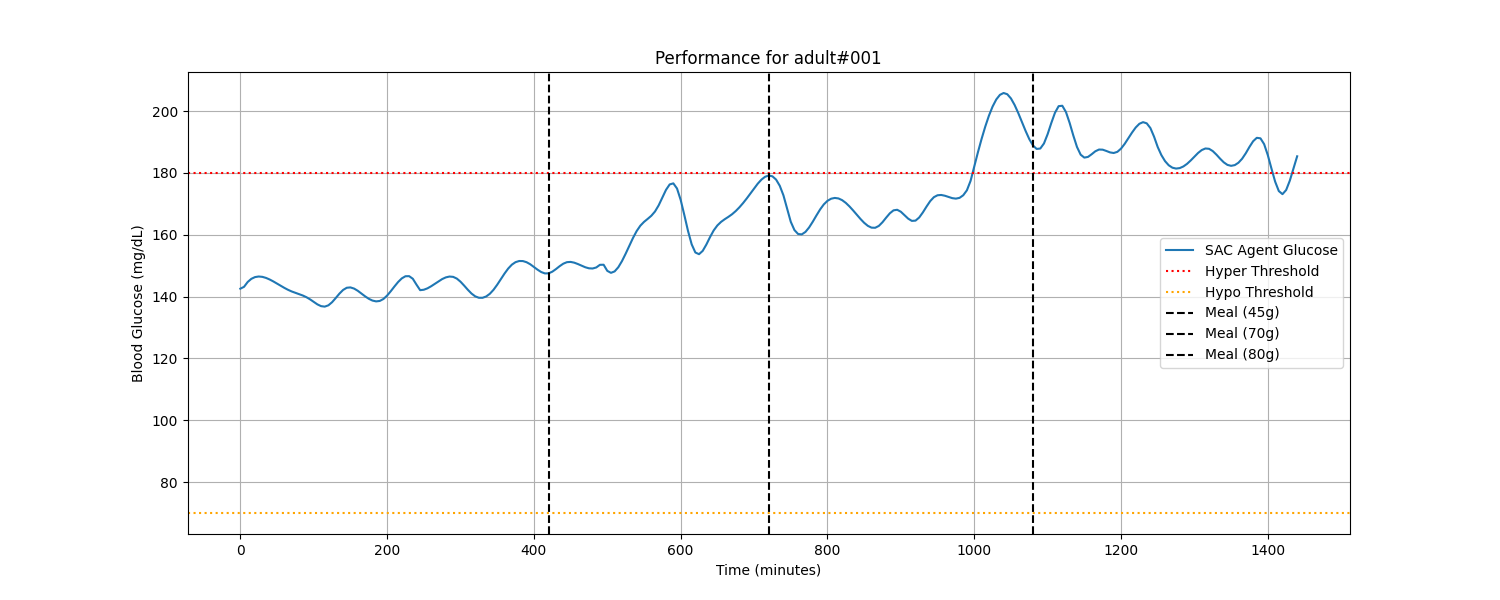 Performance for adult#001
Blood Glucose (mg/dL)
200
180
160
140
120
100
80
SAC Agent Glucose
Hyper Threshold
Hypo Threshold
Meal (45g)
Meal (70g)
Meal (80g)
0 200 400 600 800 1000 1200 1400
Time (minutes)